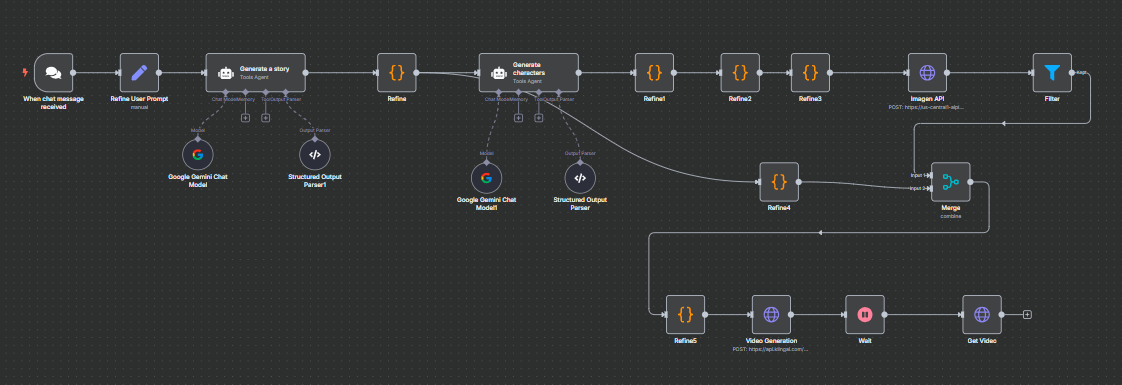 Generate a story
Tools Agent
Generate
characters
Tools Agent
When chat message
received
Refine User Prompt
manual
Chat Model
Memory
Tool
Output Parser
Refine
Chat Model
Memory
Tool
Output Parser
Refine1
Refine2
Refine3
Imagen API
POST: https://us-central1-aipl...
Filter
Kept
Model
Output Parser
Google Gemini Chat
Model
Structured Output
Parser1
Model
Output Parser
Google Gemini Chat
Model1
Structured Output
Parser
Refine4
Input 1
Input 2
Merge
combine
Refine5
Video Generation
POST: https://api.klingai.com/...
Wait
Get Video